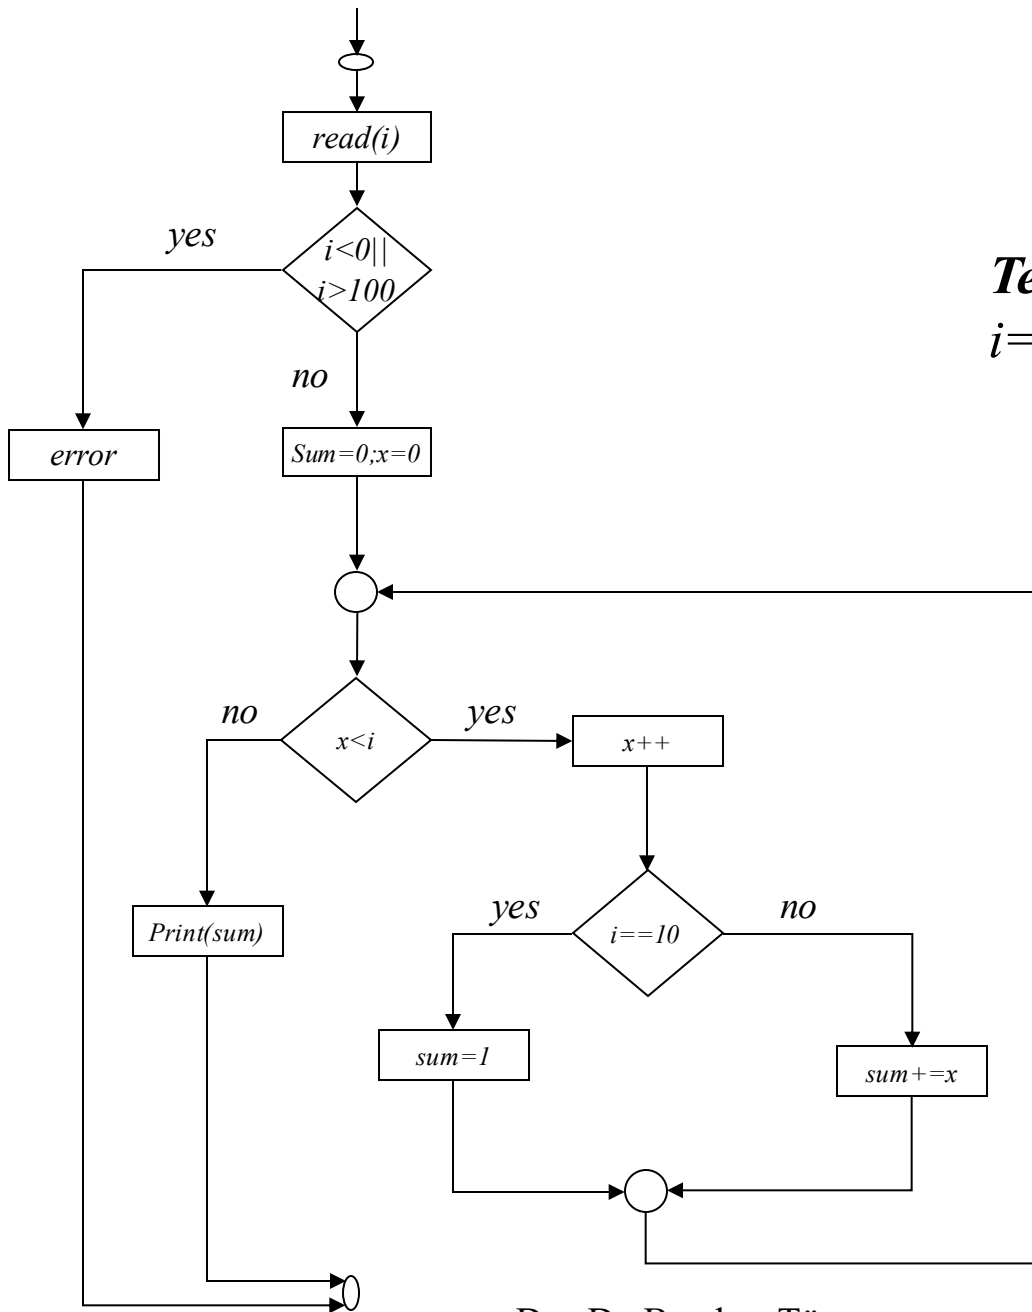 read(i)
yes
i<0||
i>100
Te
i=
no
error
Sum=0;x=0
no
yes
x<i
x++
yes
no
i==10
Print(sum)
sum=1
sum+=x